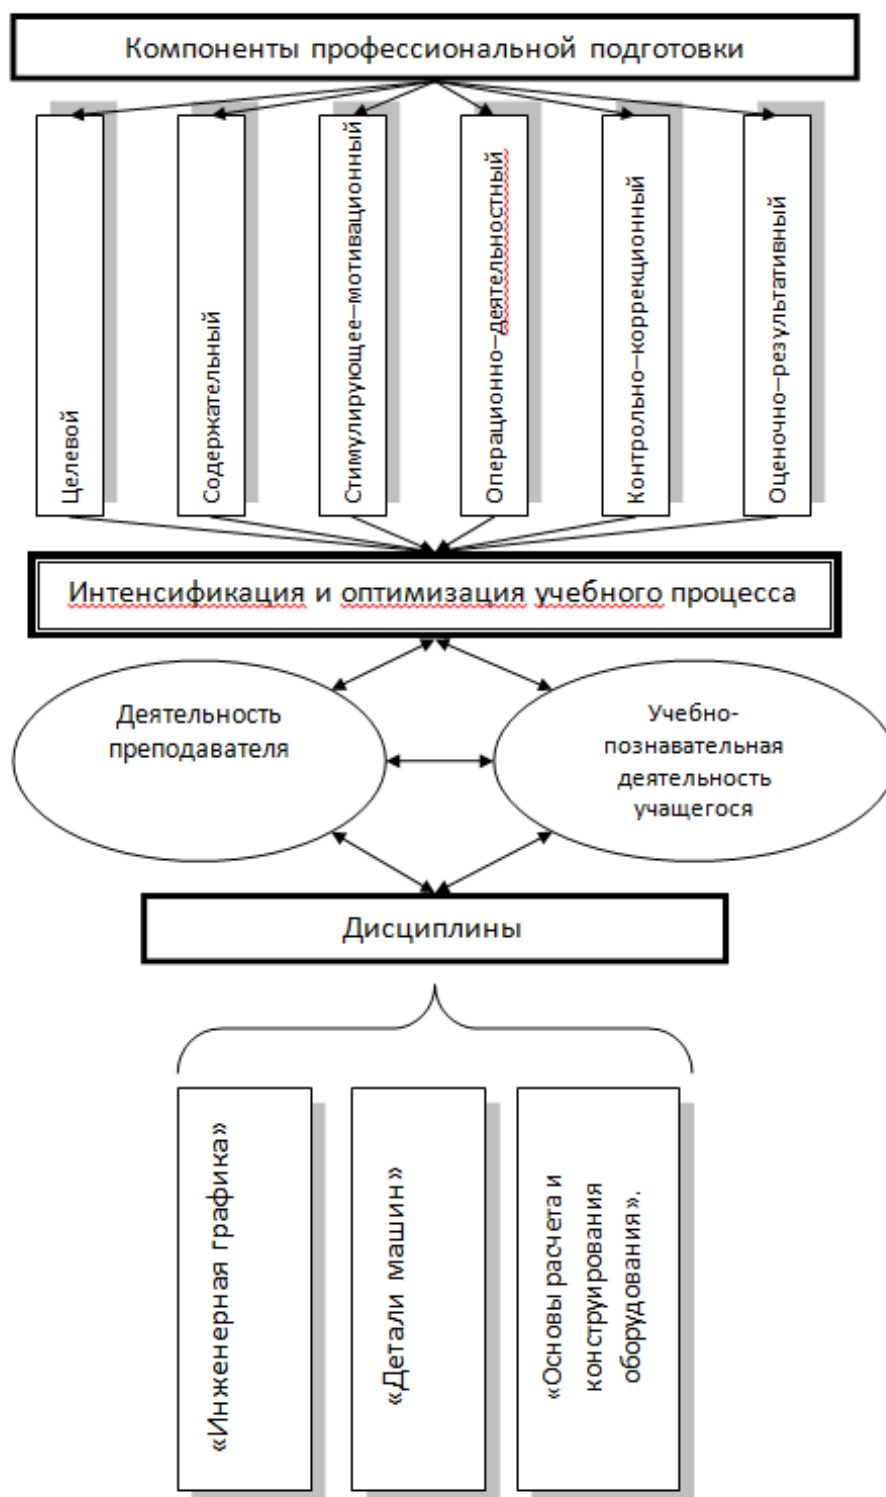 Компоненты профессиональной подготовки
Целевой
Содержательный
Стимулирующее–мотивационный
Операционно–деятельностный
Контрольно–коррекционный
Оценочно–результативный
Интенсификация и оптимизация учебного процесса
Деятельность
преподавателя
Учебно-
познавательная
деятельность
учащегося
Дисциплины
«Инженерная графика»
«Детали машин»
«Основы расчета и
конструирования
оборудования».